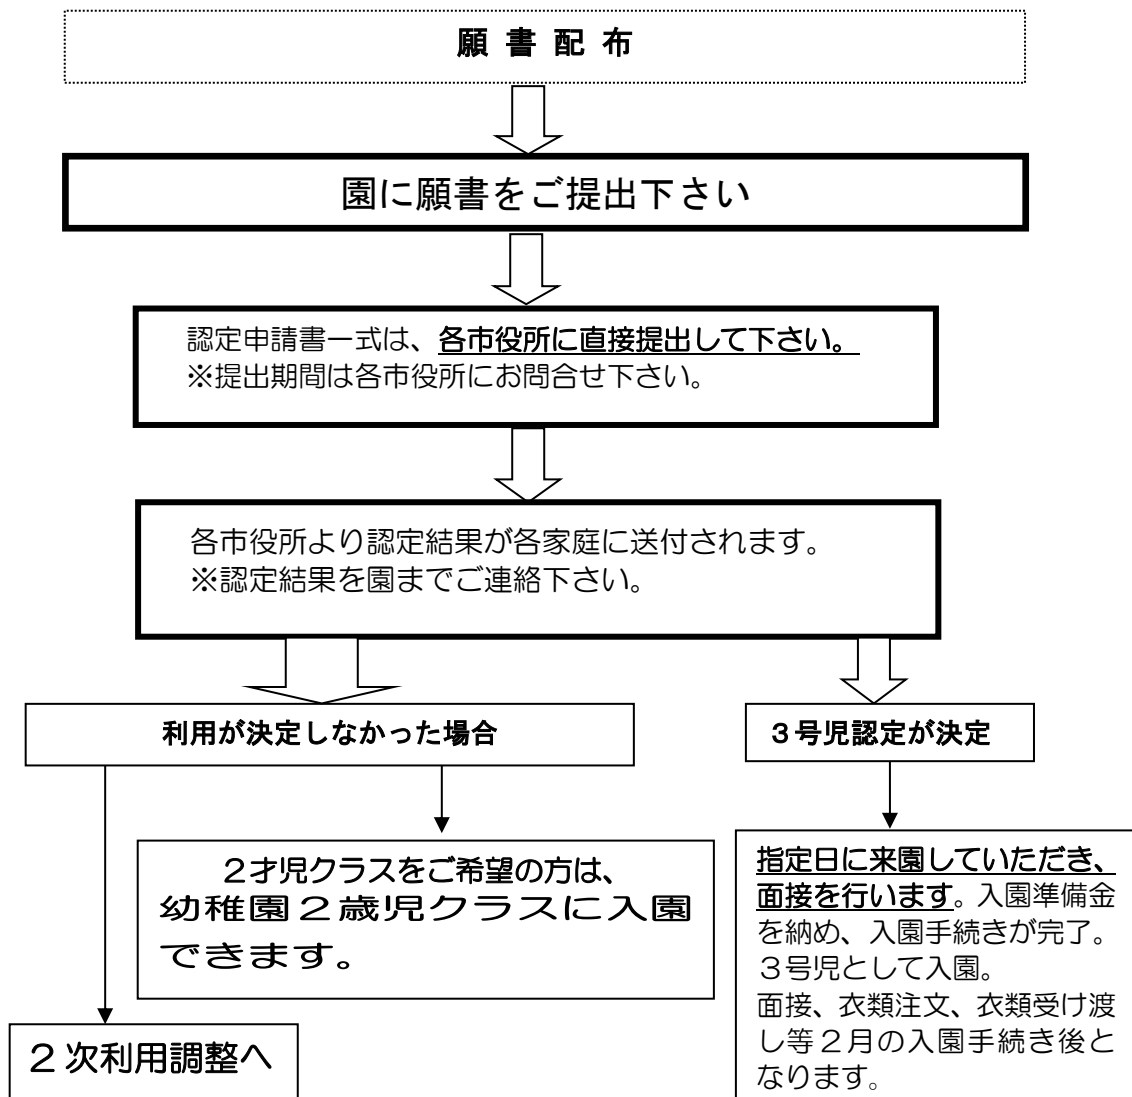 願 書 配 布
園に願書をご提出下さい
認定申請書一式は、各市役所に直接提出して下さい。
※提出期間は各市役所にお問合せ下さい。
各市役所より認定結果が各家庭に送付されます。
※認定結果を園までご連絡下さい。
利用が決定しなかった場合
３号児認定が決定
２才児クラスをご希望の方は、
幼稚園２歳児クラスに入園
できます。
指定日に来園していただき、
面接を行います。入園準備金
を納め、入園手続きが完了。
３号児として入園。
面接、衣類注文、衣類受け渡
し等２月の入園手続き後と
なります。
２次利用調整へ